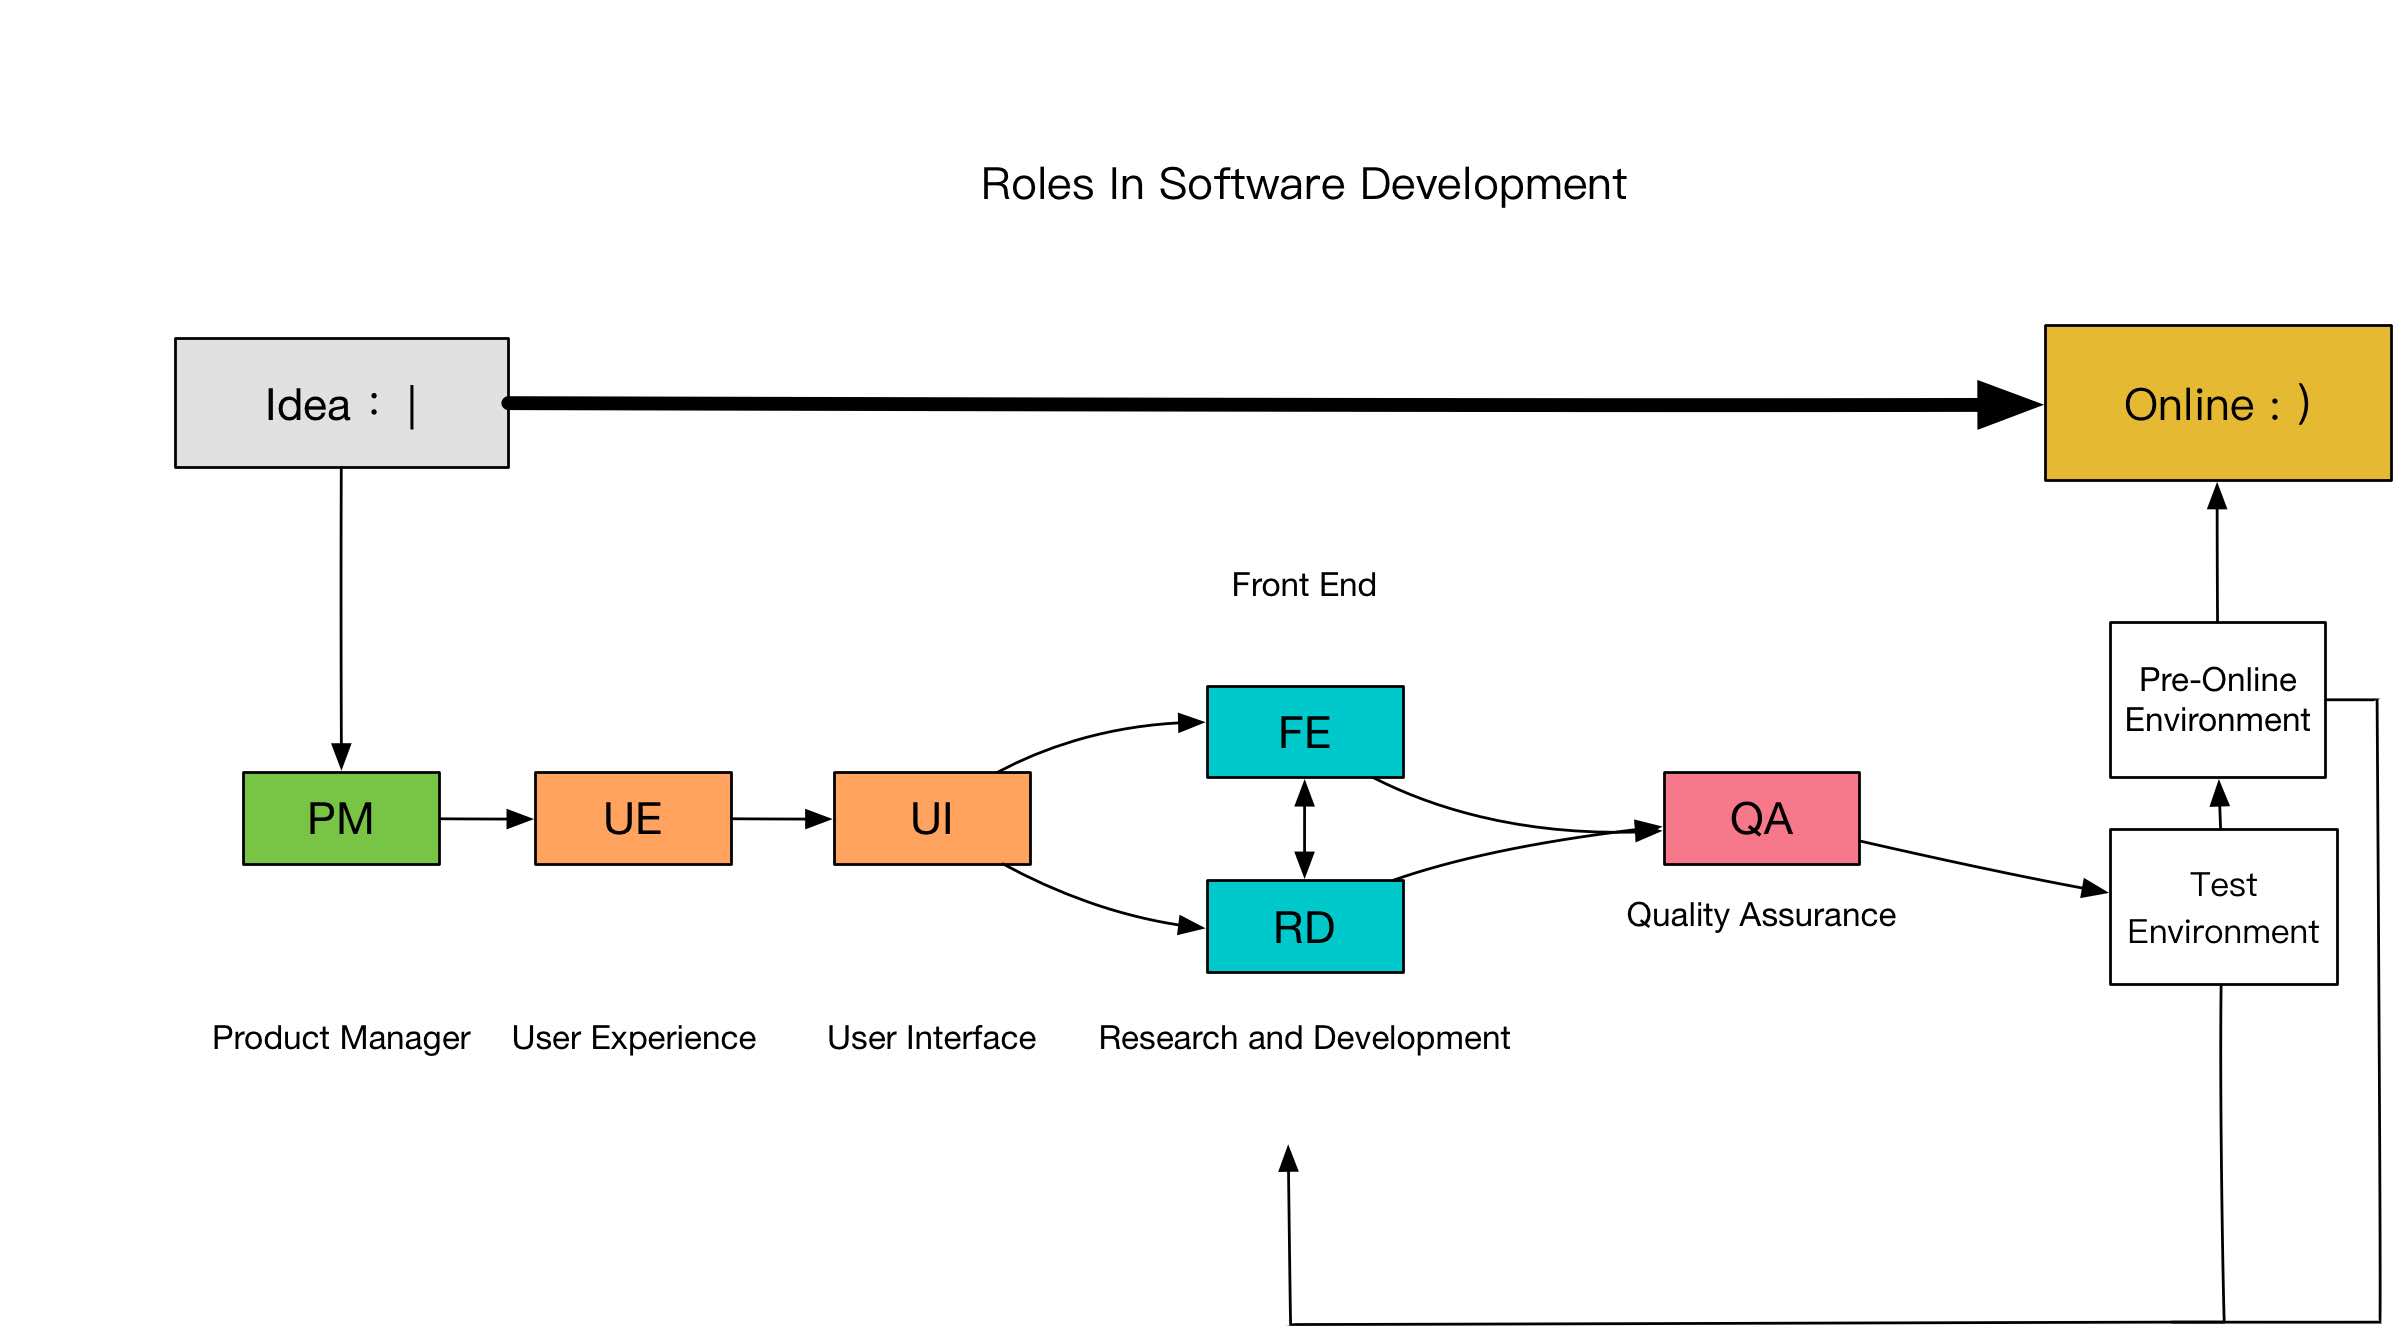 Roles In Software Development
Idea : |
Online : )
Front End
FE
Pre-Online
Environment
PM
UE
UI
QA
RD
Test
Environment
Quality Assurance
Product Manager
User Experience
User Interface
Research and Development